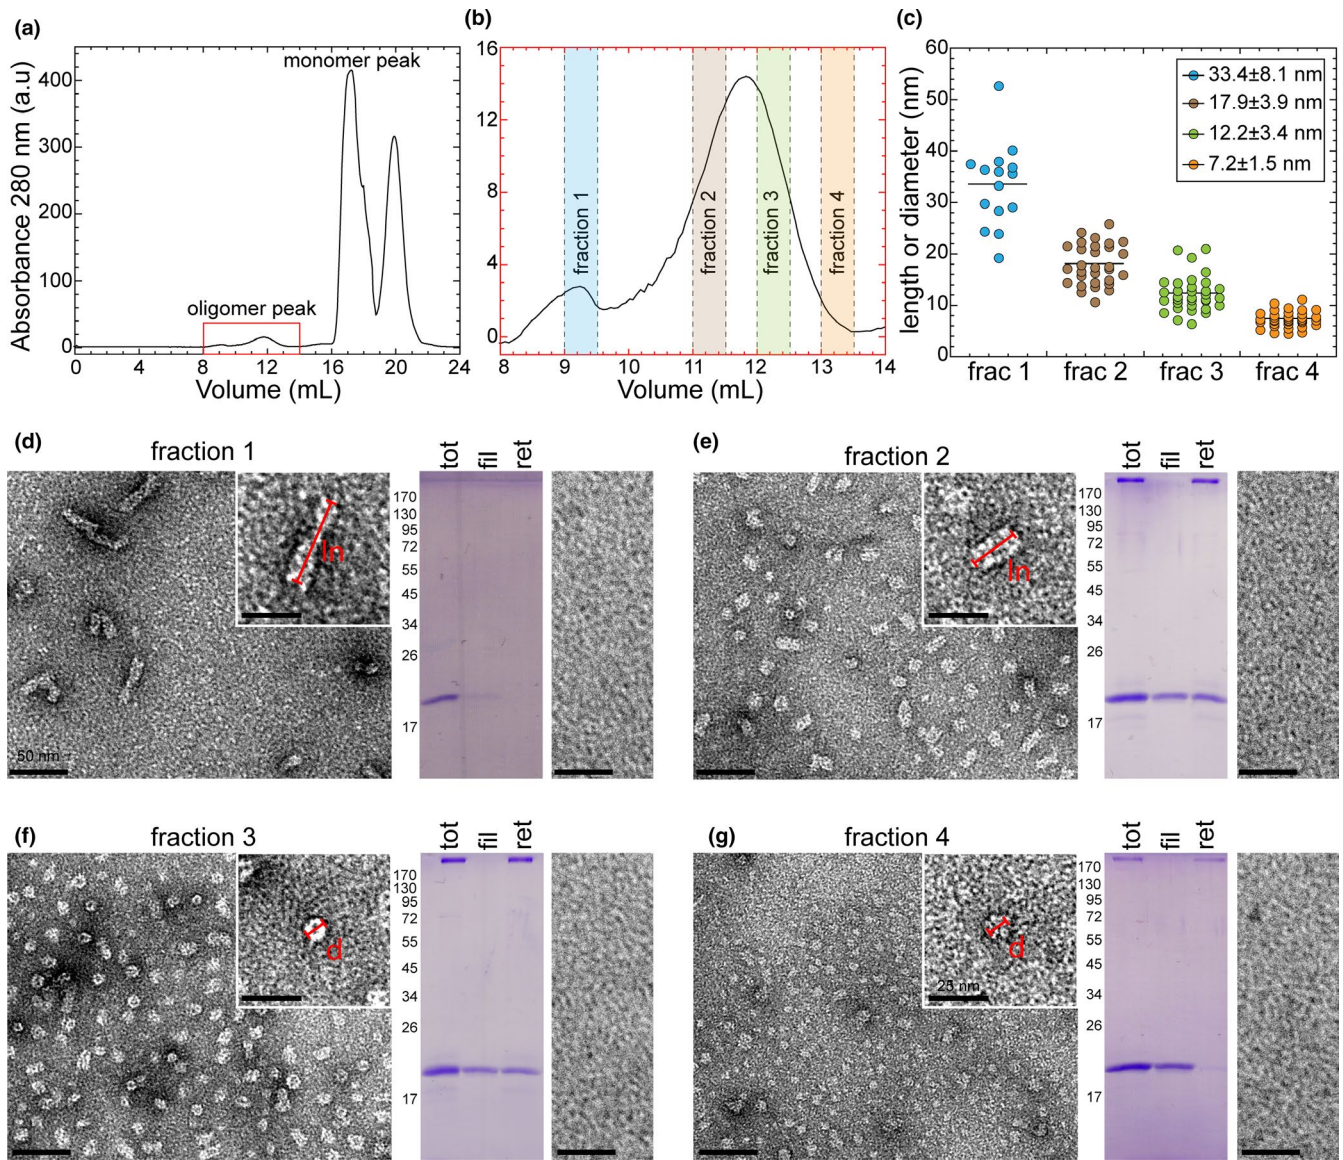 (a)
monomer peak
oligomer peak
Absorbance 280 nm (a.u)
400
300
200
100
0
0 4 8 12 16 20 24
Volume (mL)
(b)
16
12
8
4
0
fraction 1
fraction 2
fraction 3
fraction 4
8 9 10 11 12 13 14
Volume (mL)
(c)
length or diameter (nm)
60
50
40
30
20
10
0
33.4±8.1 nm
17.9±3.9 nm
12.2±3.4 nm
7.2±1.5 nm
frac 1 frac 2 frac 3 frac 4
(d)
fraction 1
ln
50 nm
tot fil ret
170
130
95
72
55
45
34
26
17
(e)
fraction 2
ln
tot fil ret
170
130
95
72
55
45
34
26
17
(f)
fraction 3
d
tot fil ret
170
130
95
72
55
45
34
26
17
(g)
fraction 4
d
25 nm
tot fil ret
170
130
95
72
55
45
34
26
17